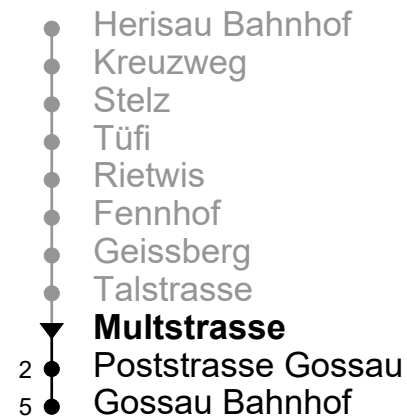 Herisau Bahnhof
Kreuzweg
Stelz
Tüfi
Rietwis
Fennhof
Geissberg
Talstrasse
Multstrasse
2 Poststrasse Gossau
5 Gossau Bahnhof